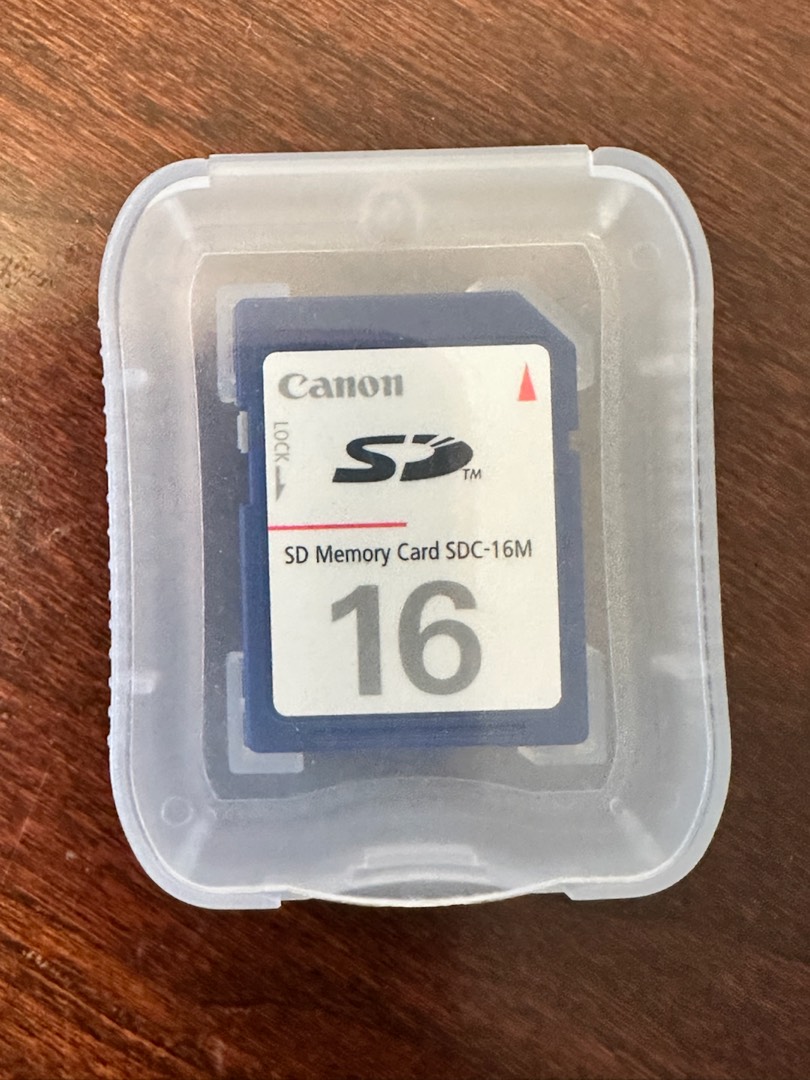 Canon
LOCK
SD™
SD Memory Card SDC-16M
16